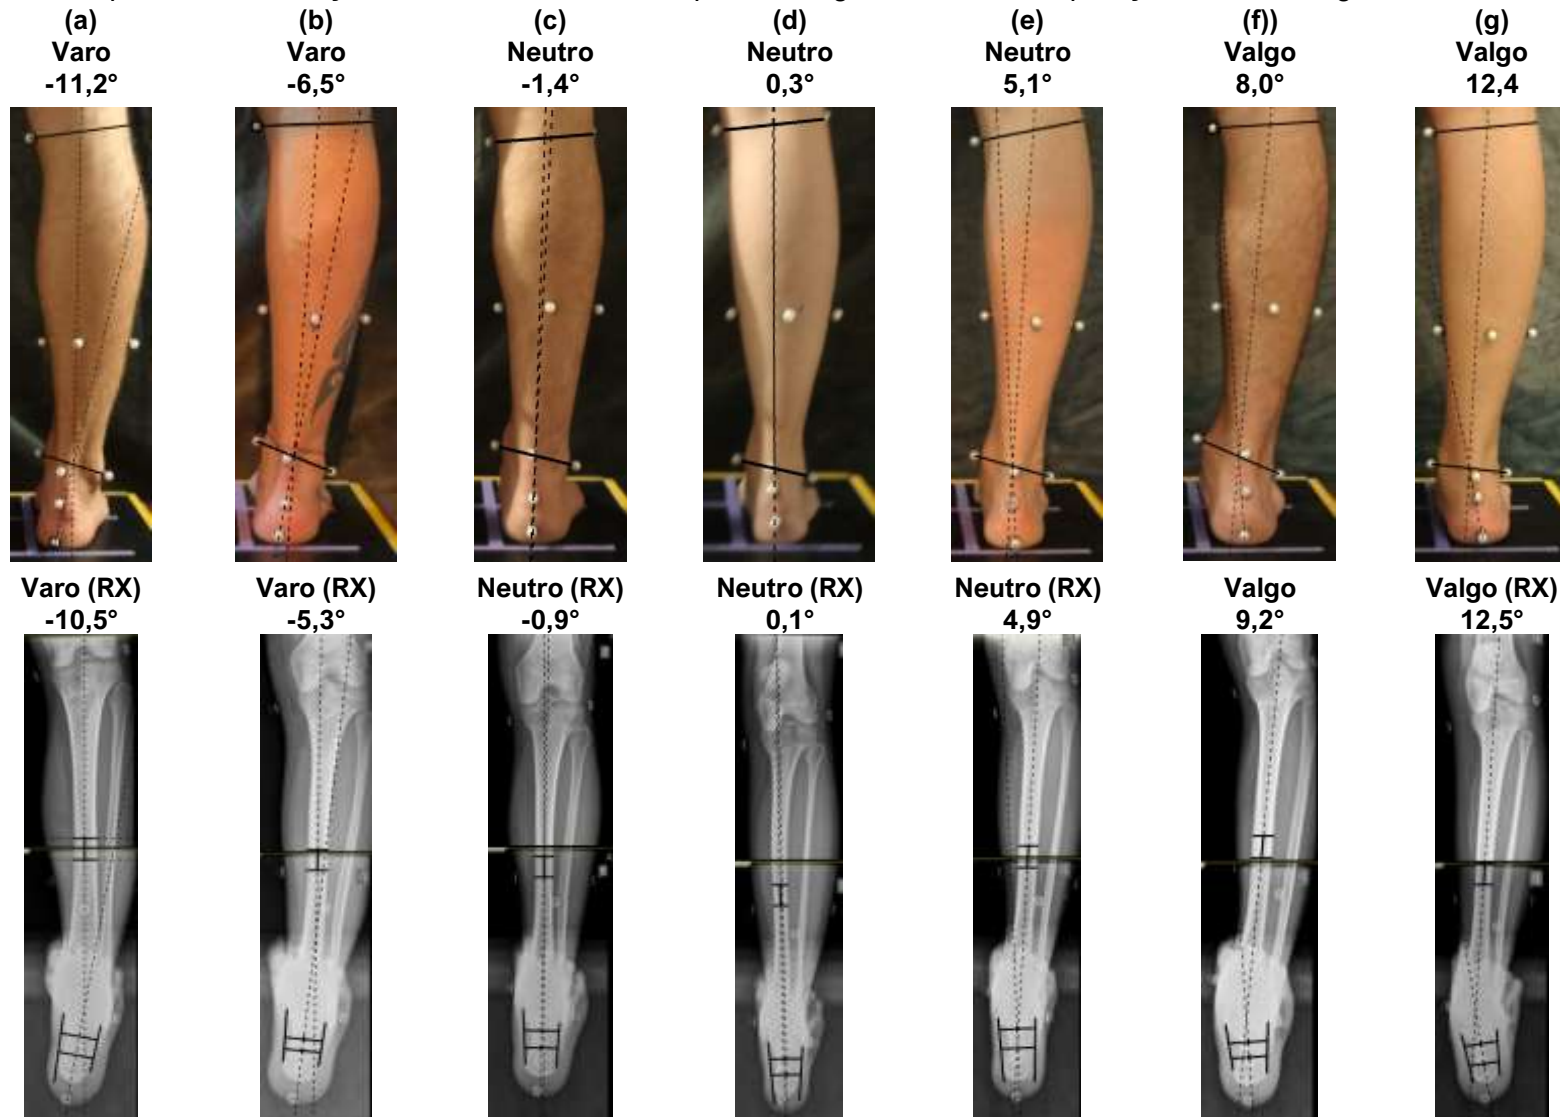 (a) (b) (c) (d) (e) (f)) (g)
Varo Varo Neutro Neutro Neutro Valgo Valgo
-11,2° -6,5° -1,4° 0,3° 5,1° 8,0° 12,4
Varo (RX) Varo (RX) Neutro (RX) Neutro (RX) Neutro (RX) Valgo Valgo (RX)
-10,5° -5,3° -0,9° 0,1° 4,9° 9,2° 12,5°